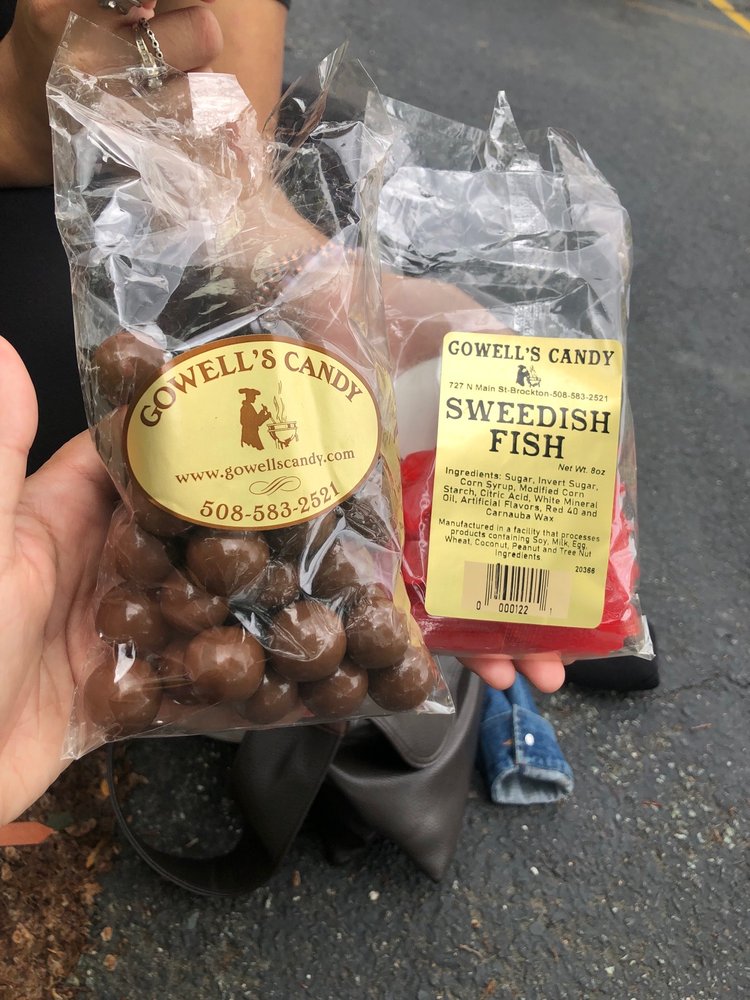 GOWELL'S CANDY
www.gowellscandy.com
508-583-2521
GOWELL'S CANDY
727 N Main St-Brockton-508-583-2521
SWEEDISH
FISH
Net Wt. 8oz
Ingredients: Sugar, Invert Sugar,
Corn Syrup, Modified Corn
Starch, Citric Acid, White Mineral
Oil, Artificial Flavors, Red 40 and
Carnauba Wax
Manufactured in a facility that processes
products containing Soy, Milk, Egg,
Wheat, Coconut, Peanut and Tree Nut
Ingredients.
20366
0 000122 1